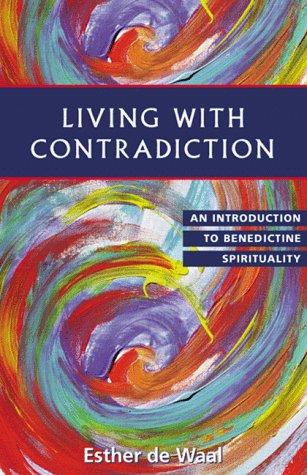 LIVING WITH
CONTRADICTION
AN INTRODUCTION
TO BENEDICTINE
SPIRITUALITY
Esther de Waal